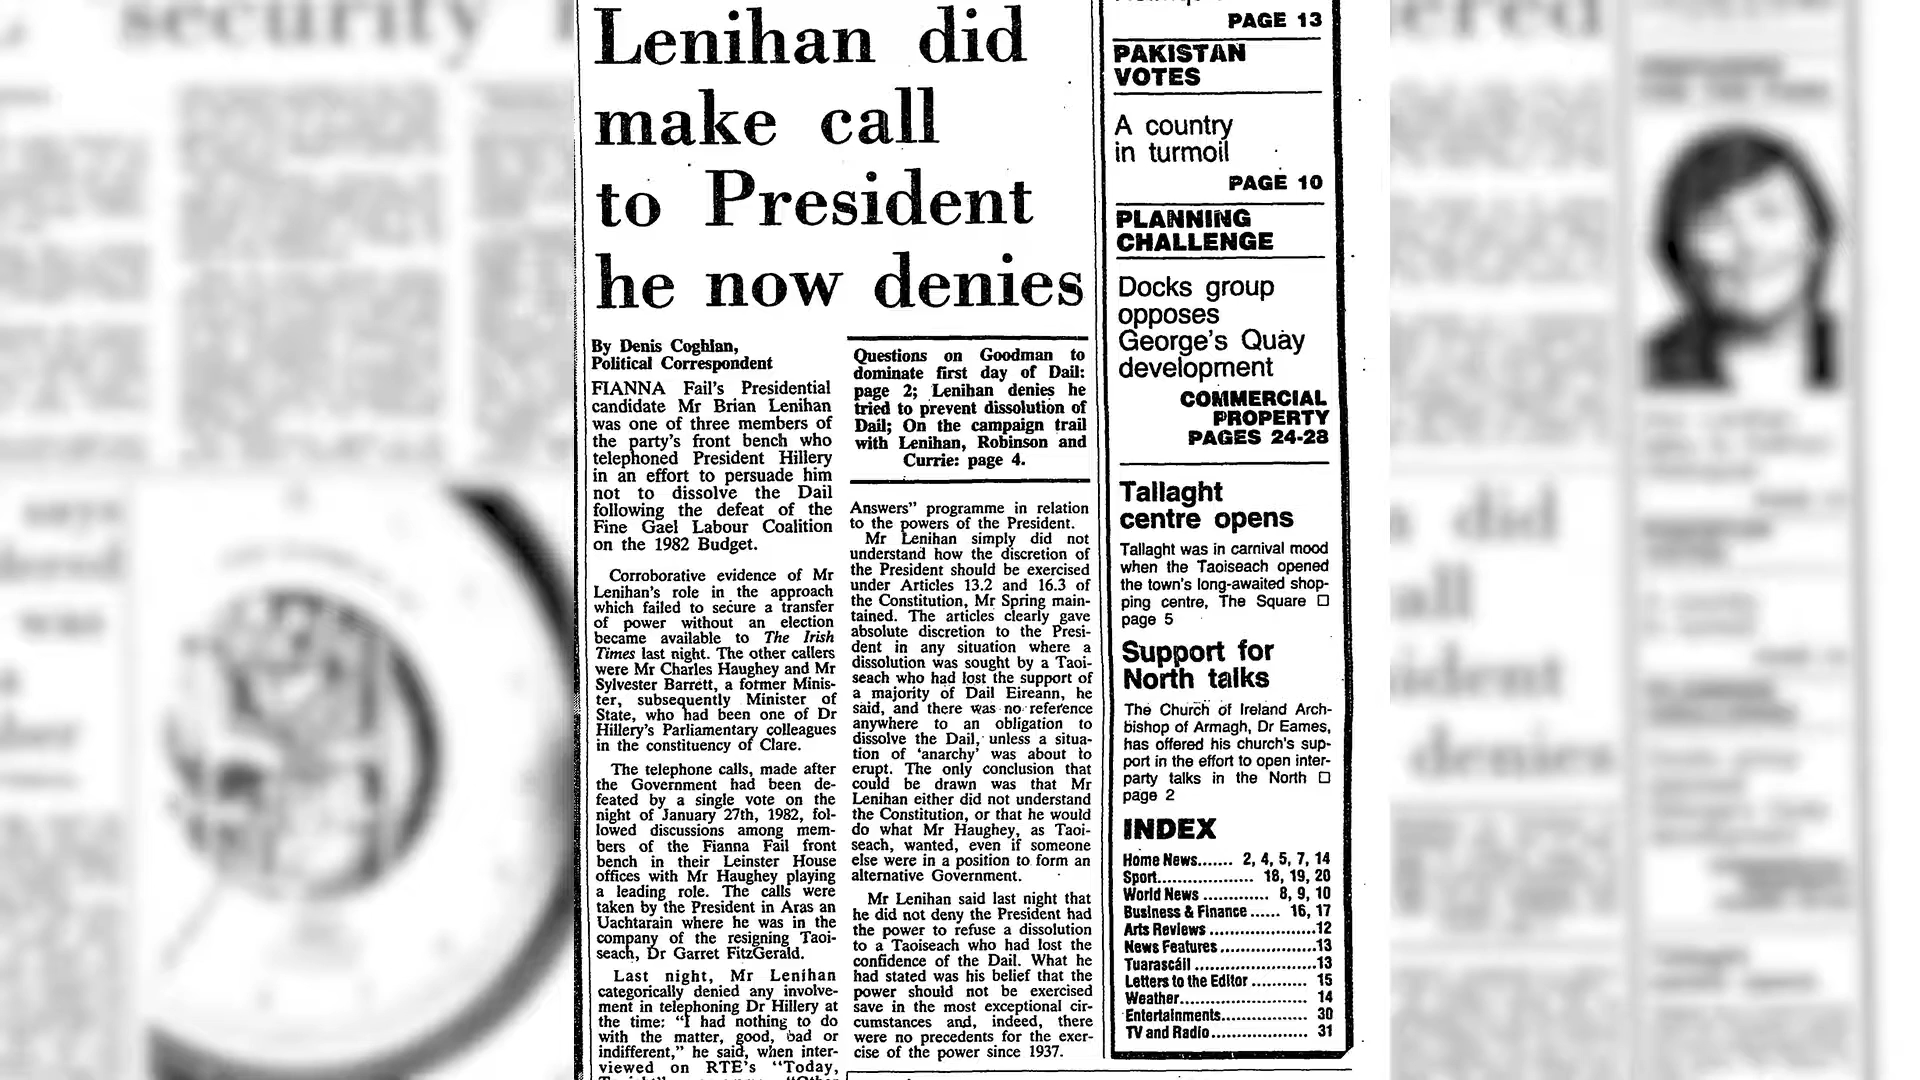 Lenihan did
make call
to President
he now denies
By Denis Coghlan,
Political Correspondent
FIANNA Fail's Presidential
candidate Mr Brian Lenihan
was one of three members of
the party's front bench who
telephoned President Hillery
in an effort to persuade him
not to dissolve the Dail
following the defeat of the
Fine Gael Labour Coalition
on the 1982 Budget.
Corroborative evidence of Mr
Lenihan's role in the approach
which failed to secure a transfer
of power without an election
became available to The Irish
Times last night. The other callers
were Mr Charles Haughey and Mr
Sylvester Barrett, a former Minis-
ter, subsequently Minister of
State, who had been one of Dr
Hillery's Parliamentary colleagues
in the constituency of Clare.
The telephone calls, made after
the Government had been de-
feated by a single vote on the
night of January 27th, 1982, fol-
lowed discussions among mem-
bers of the Fianna Fail front
bench in their Leinster House
offices with Mr Haughey playing
a leading role. The calls were
taken by the President in Aras an
Uachtarain where he was in the
company of the resigning Taoi-
seach, Dr Garret FitzGerald.
Last night, Mr Lenihan
categorically denied any involve-
ment in telephoning Dr Hillery at
the time: "I had nothing to do
with the matter, good, bad or
indifferent," he said, when inter-
viewed on RTE's "Today,
Questions on Goodman to
dominate first day of Dail:
page 2; Lenihan denies he
tried to prevent dissolution of
Dail; On the campaign trail
with Lenihan, Robinson and
Currie: page 4.
Answers" programme in relation
to the powers of the President.
Mr Lenihan simply did not
understand how the discretion of
the President should be exercised
under Articles 13.2 and 16.3 of
the Constitution, Mr Spring main-
tained. The articles clearly gave
absolute discretion to the Presi-
dent in any situation where a
dissolution was sought by a Taoi-
seach who had lost the support of
a majority of Dail Eireann, he
said, and there was no reference
anywhere to an obligation to
dissolve the Dail, unless a situa-
tion of 'anarchy' was about to
erupt. The only conclusion that
could be drawn was that Mr
Lenihan either did not understand
the Constitution, or that he would
do what Mr Haughey, as Taoi-
seach, wanted, even if someone
else were in a position to form an
alternative Government.
Mr Lenihan said last night that
he did not deny the President had
the power to refuse a dissolution
to a Taoiseach who had lost the
confidence of the Dail. What he
had stated was his belief that the
power should not be exercised
save in the most exceptional cir-
cumstances and, indeed, there
were no precedents for the exer-
cise of the power since 1937.
PAGE 13
PAKISTAN
VOTES
A country
in turmoil
PAGE 10
PLANNING
CHALLENGE
Docks group
opposes
George's Quay
development
COMMERCIAL
PROPERTY
PAGES 24-28
Tallaght
centre opens
Tallaght was in carnival mood
when the Taoiseach opened
the town's long-awaited shop-
ping centre, The Square □
page 5
Support for
North talks
The Church of Ireland Arch-
bishop of Armagh, Dr Eames,
has offered his church's sup-
port in the effort to open inter-
party talks in the North □
page 2
INDEX
Home News....... 2, 4, 5, 7, 14
Sport.................... 18, 19, 20
World News ............. 8, 9, 10
Business & Finance ...... 16, 17
Arts Reviews ......................12
News Features ....................13
Tuarascáil .........................13
Letters to the Editor ........... 15
Weather.......................... 14
Entertainments.................. 30
TV and Radio.................... 31